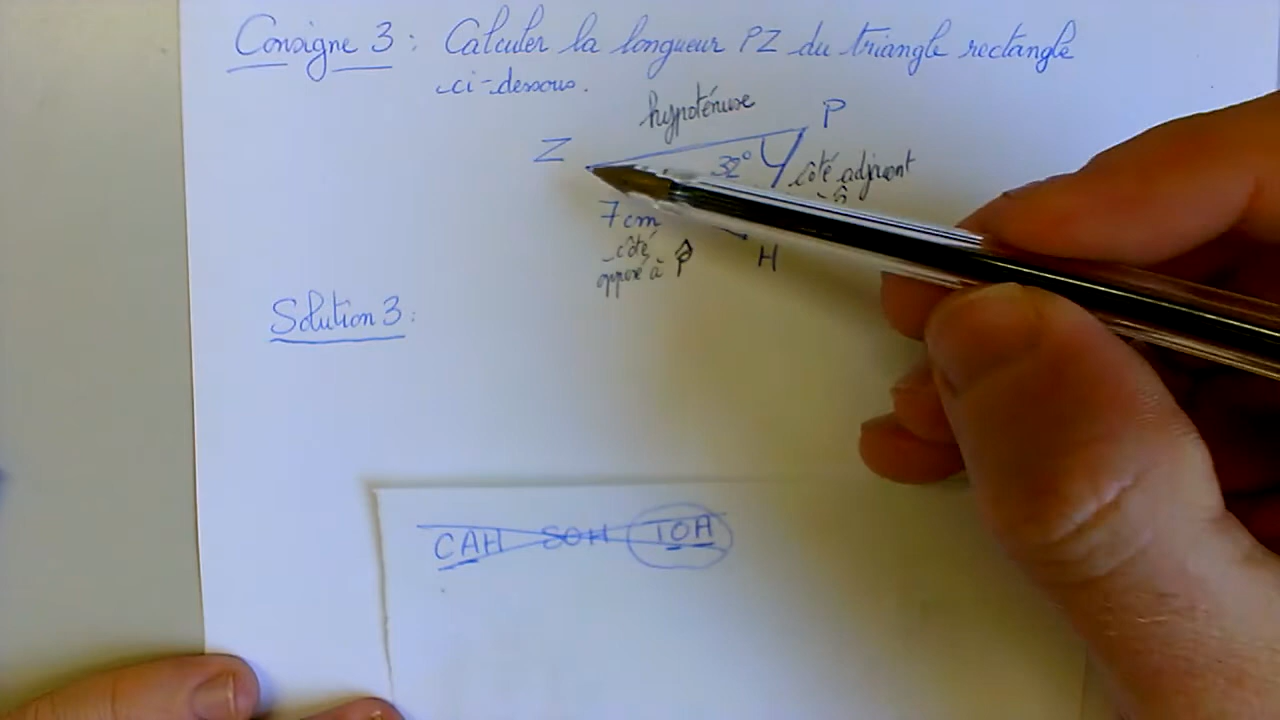 Consigne 3 : Calculer la longueur PZ du triangle rectangle
ci-dessous.
hypoténuse
P
Z
32°
côté adjacent
à
7 cm
côté
opposé à P̂
H
Solution 3 :
CAH SOH TOA